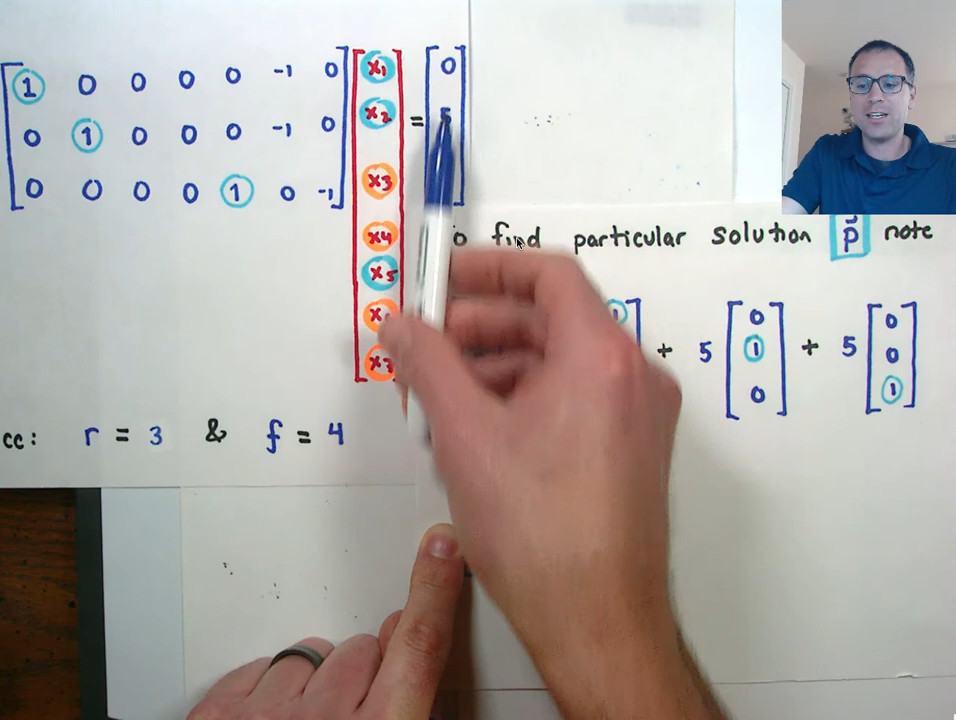 1 0 0 0 0 -1 0 x1 0
0 1 0 0 0 -1 0 x2 = 5
0 0 0 0 1 0 -1 x3
x4
x5
find particular solution p̃ note
+ 5 0 1 0 + 5 0 0 1
cc: r = 3 & f = 4